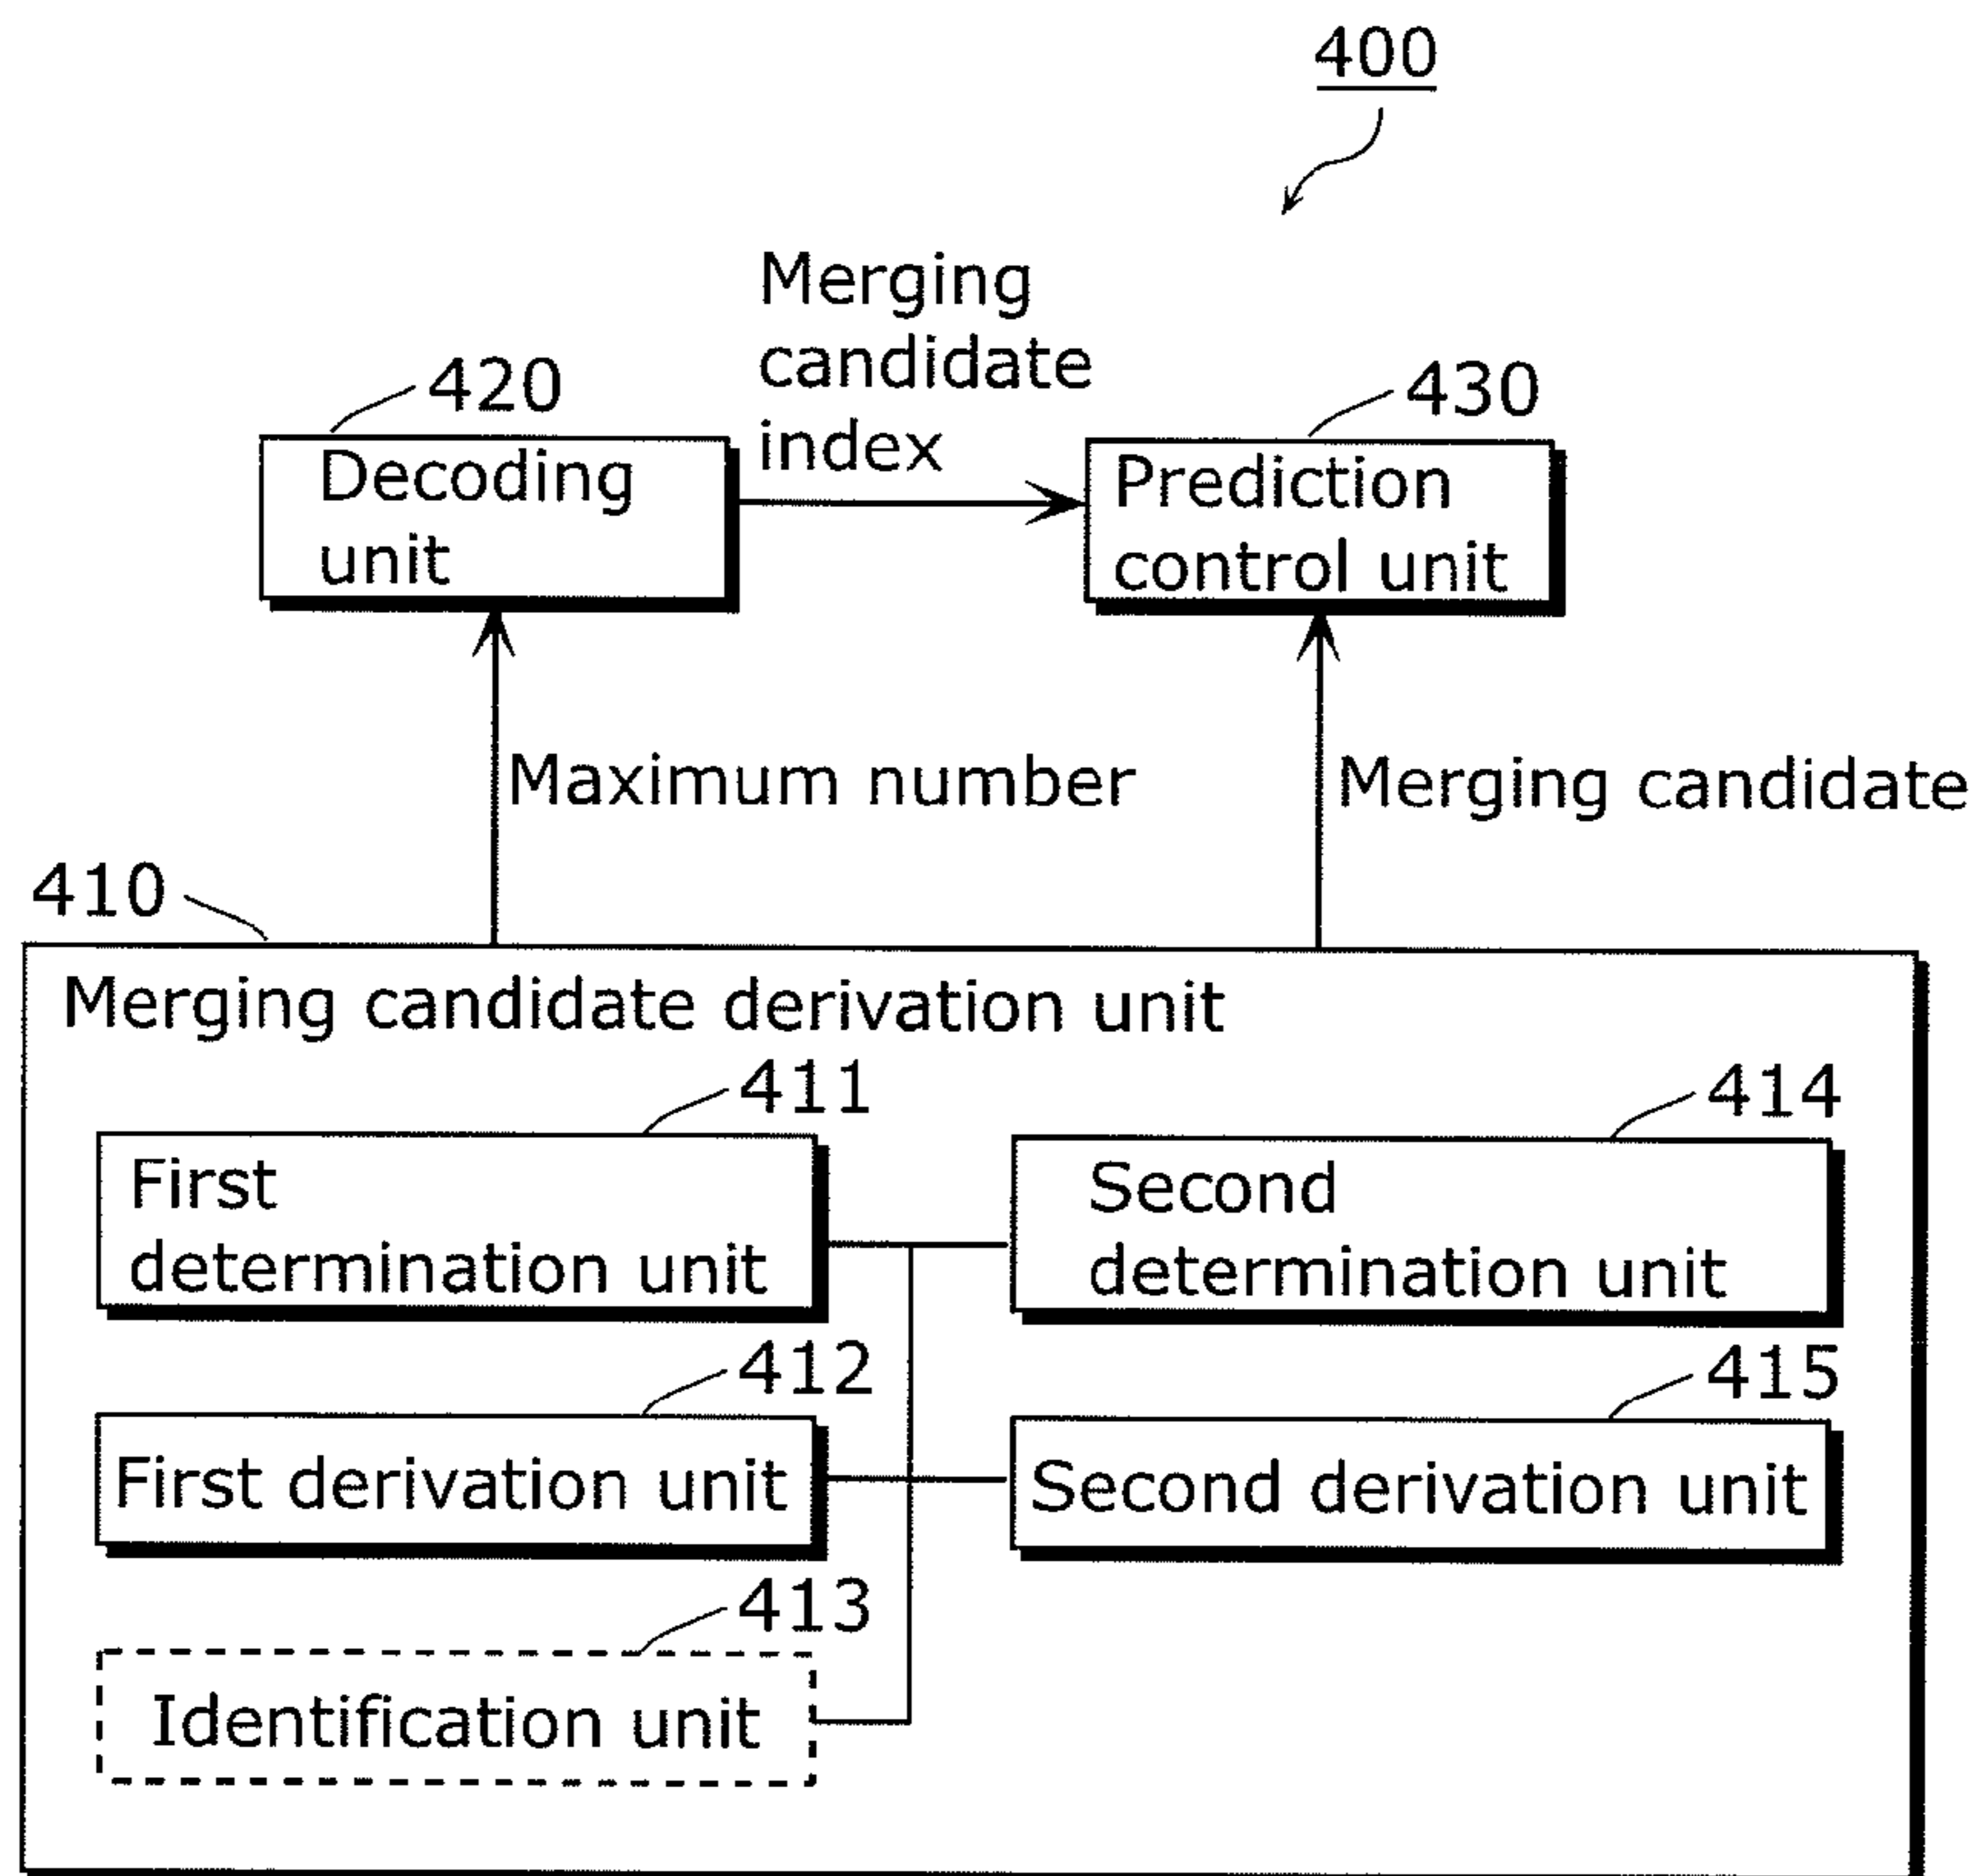 400
Merging
candidate
index
420
430
Decoding
unit
Prediction
control unit
Maximum number
Merging candidate
410
Merging candidate derivation unit
411
414
First
determination unit
Second
determination unit
412
415
First derivation unit
Second derivation unit
413
Identification unit